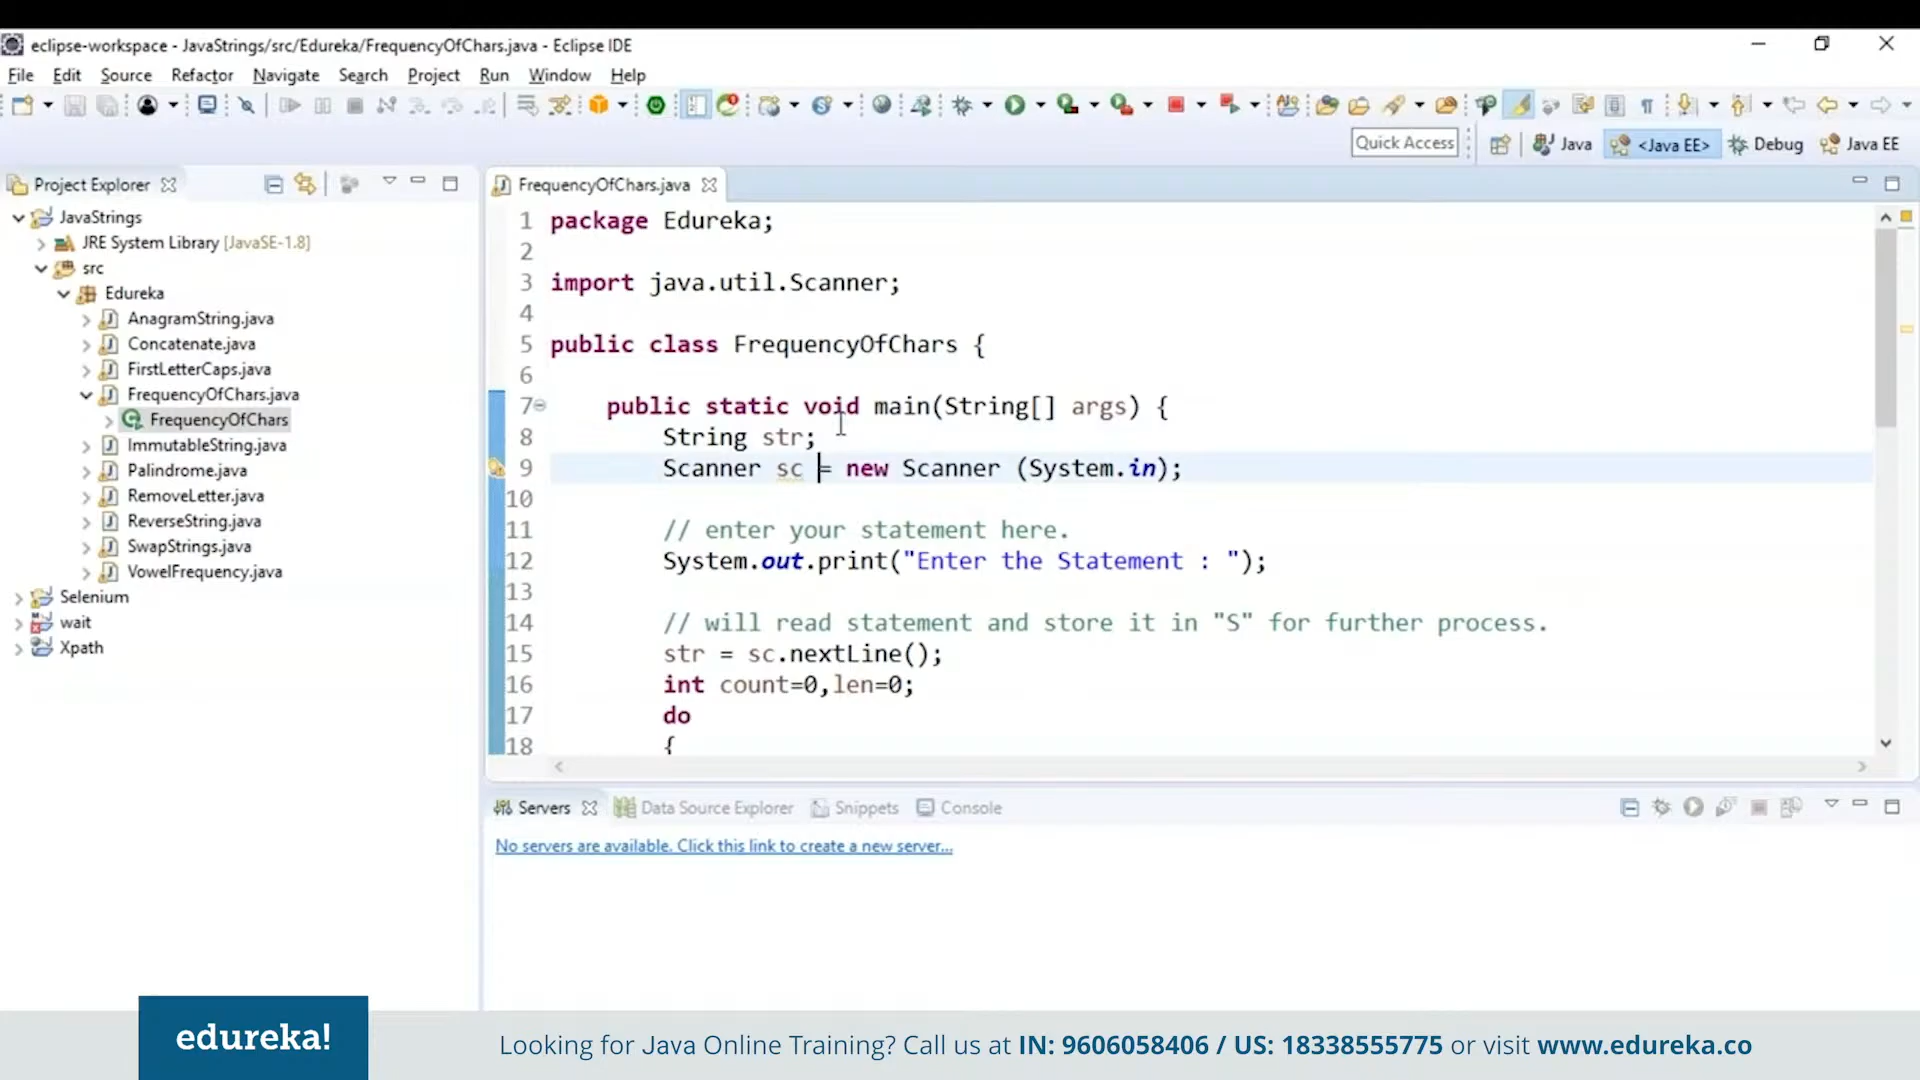 eclipse-workspace - JavaStrings/src/Edureka/FrequencyOfChars.java - Eclipse IDE
File Edit Source Refactor Navigate Search Project Run Window Help
Quick Access Java <Java EE> Debug Java EE
Project Explorer
JavaStrings
JRE System Library [JavaSE-1.8]
src
Edureka
AnagramString.java
Concatenate.java
FirstLetterCaps.java
FrequencyOfChars.java
FrequencyOfChars
ImmutableString.java
Palindrome.java
RemoveLetter.java
ReverseString.java
SwapStrings.java
VowelFrequency.java
Selenium
wait
Xpath
FrequencyOfChars.java
1 package Edureka;
2
3 import java.util.Scanner;
4
5 public class FrequencyOfChars {
6
7 public static void main(String[] args) {
8 String str;
9 Scanner sc = new Scanner (System.in);
10
11 // enter your statement here.
12 System.out.print("Enter the Statement : ");
13
14 // will read statement and store it in "S" for further process.
15 str = sc.nextLine();
16 int count=0,len=0;
17 do
18 {
Servers Data Source Explorer Snippets Console
No servers are available. Click this link to create a new server...
edureka!
Looking for Java Online Training? Call us at IN: 9606058406 / US: 18338555775 or visit www.edureka.co